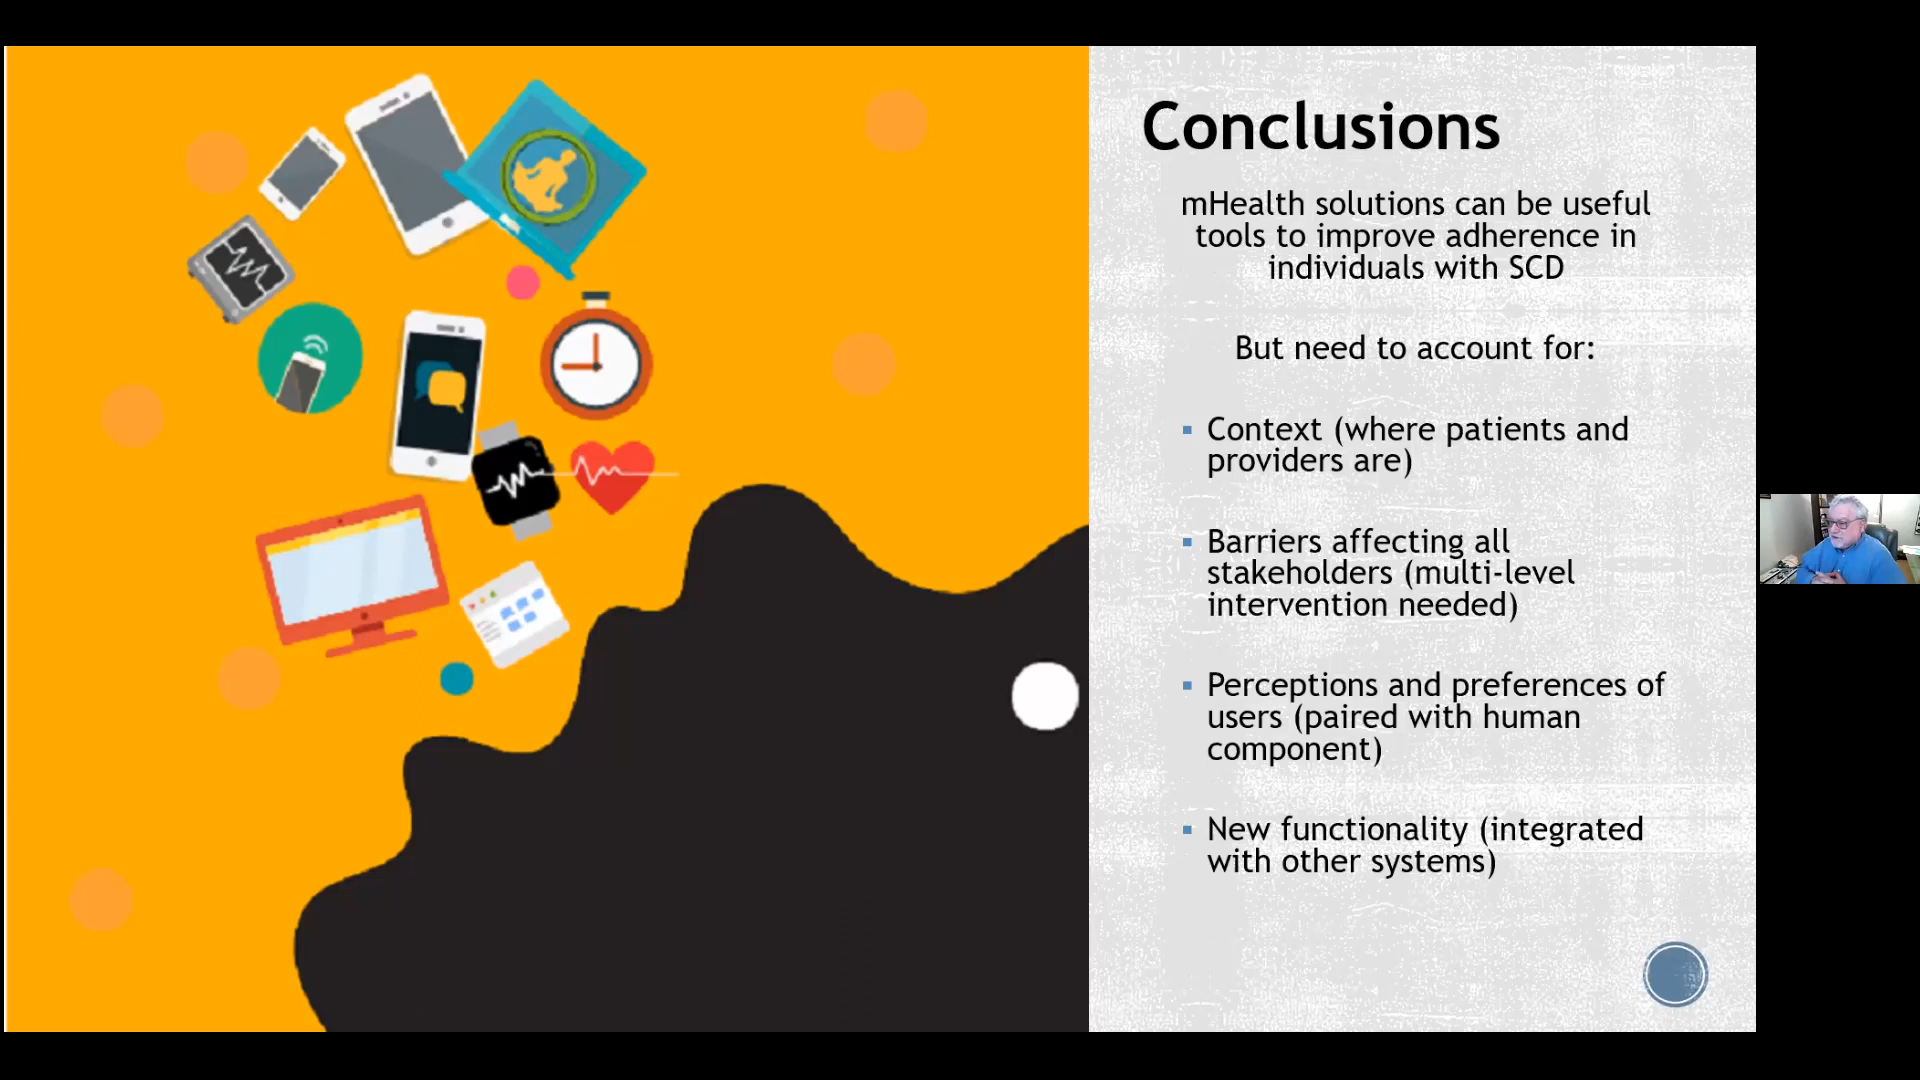 Conclusions
mHealth solutions can be useful
tools to improve adherence in
individuals with SCD
But need to account for:
▪ Context (where patients and
providers are)
▪ Barriers affecting all
stakeholders (multi-level
intervention needed)
▪ Perceptions and preferences of
users (paired with human
component)
▪ New functionality (integrated
with other systems)